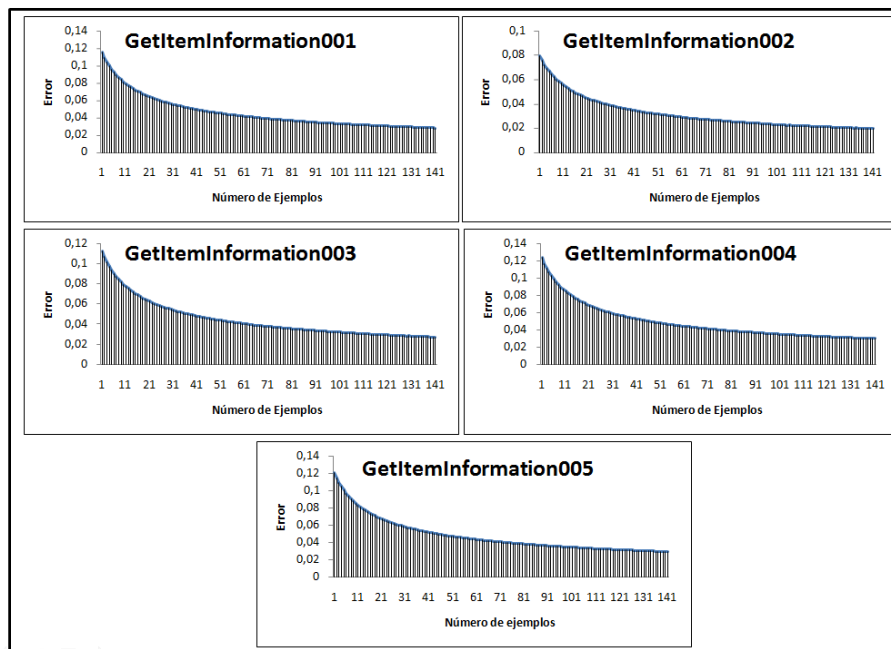 GetItemInformation001
0,14
0,12
0,1
0,08
0,06
0,04
0,02
0
Error
1 11 21 31 41 51 61 71 81 91 101 111 121 131 141
Número de Ejemplos
GetItemInformation002
0,1
0,08
0,06
0,04
0,02
0
Error
1 11 21 31 41 51 61 71 81 91 101 111 121 131 141
Número de Ejemplos
GetItemInformation003
0,12
0,1
0,08
0,06
0,04
0,02
0
Error
1 11 21 31 41 51 61 71 81 91 101 111 121 131 141
Número de Ejemplos
GetItemInformation004
0,14
0,12
0,1
0,08
0,06
0,04
0,02
0
Error
1 11 21 31 41 51 61 71 81 91 101 111 121 131 141
Número de Ejemplos
GetItemInformation005
0,14
0,12
0,1
0,08
0,06
0,04
0,02
0
Error
1 11 21 31 41 51 61 71 81 91 101 111 121 131 141
Número de ejemplos